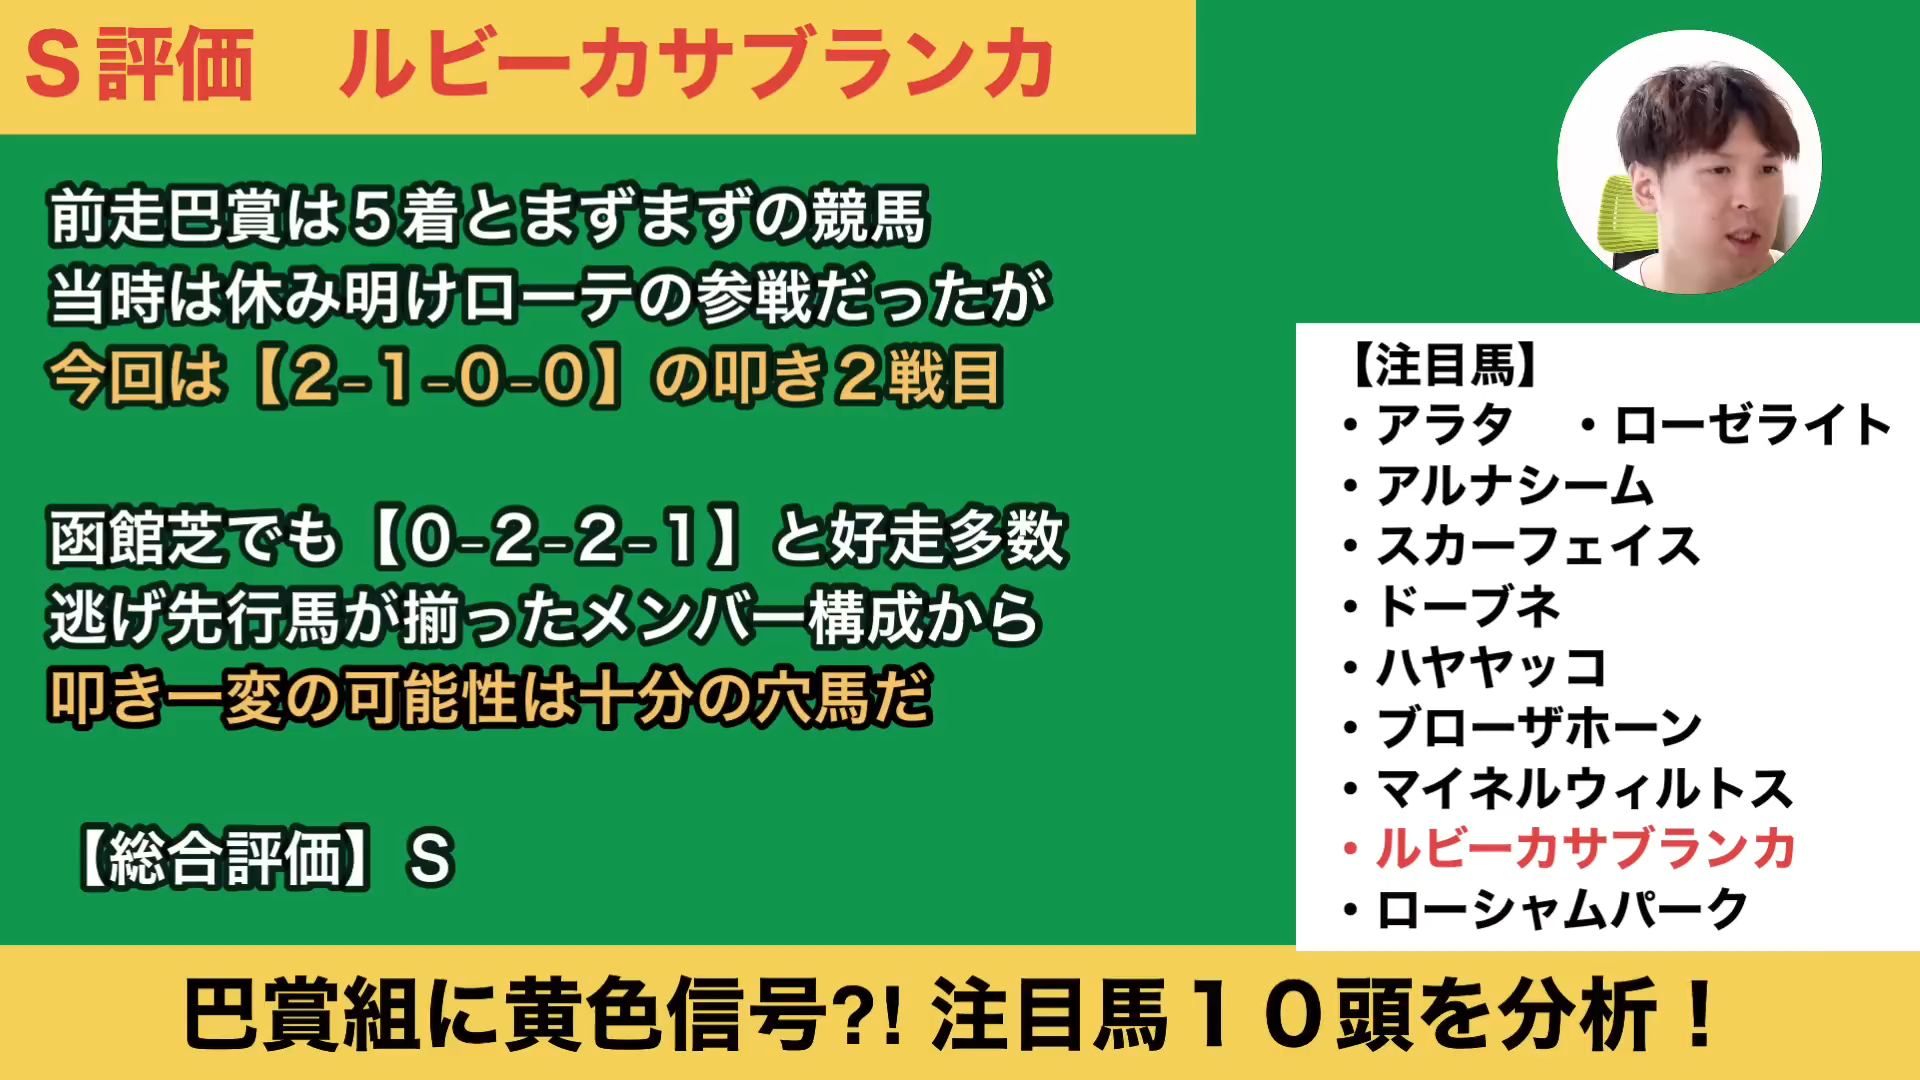 S評価　ルビーカサブランカ
前走巴賞は５着とまずまずの競馬
当時は休み明けローテの参戦だったが
今回は【２−１−０−０】の叩き２戦目
函館芝でも【０−２−２−１】と好走多数
逃げ先行馬が揃ったメンバー構成から
叩き一変の可能性は十分の穴馬だ
【総合評価】S
【注目馬】
・アラタ　・ローゼライト
・アルナシーム
・スカーフェイス
・ドーブネ
・ハヤヤッコ
・ブローザホーン
・マイネルウィルトス
・ルビーカサブランカ
・ローシャムパーク
巴賞組に黄色信号?! 注目馬１０頭を分析！